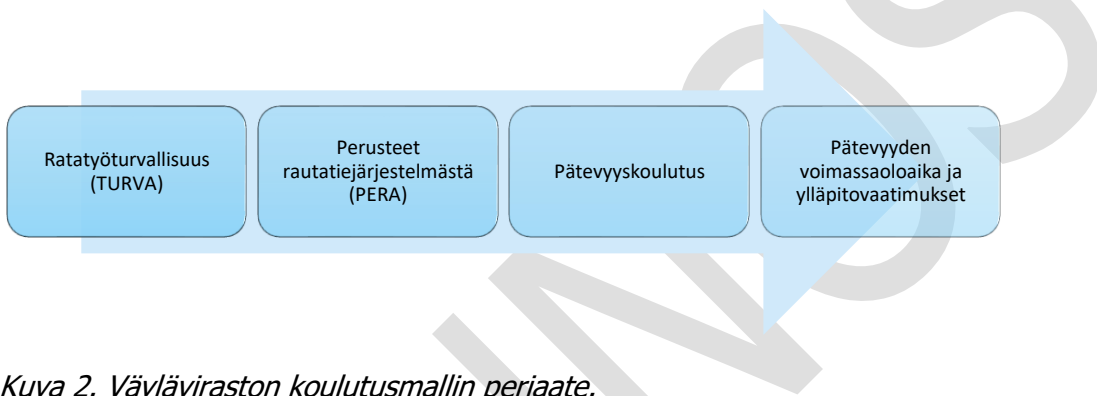 Ratatyöturvallisuus
(TURVA)
Perusteet
rautatiejärjestelmästä
(PERA)
Pätevyyskoulutus
Pätevyyden
voimassaoloaika ja
ylläpitovaatimukset
Kuva 2. Väyläviraston koulutusmallin periaate.